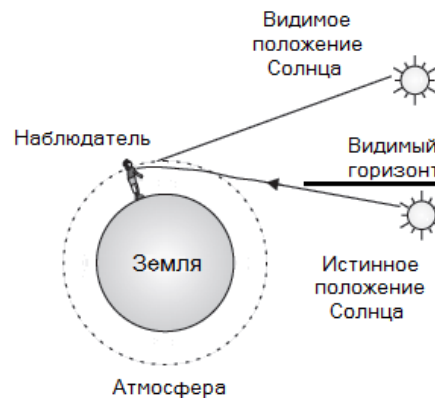 Видимое
положение
Солнца
Наблюдатель
Видимый
горизонт
Земля
Истинное
положение
Солнца
Атмосфера